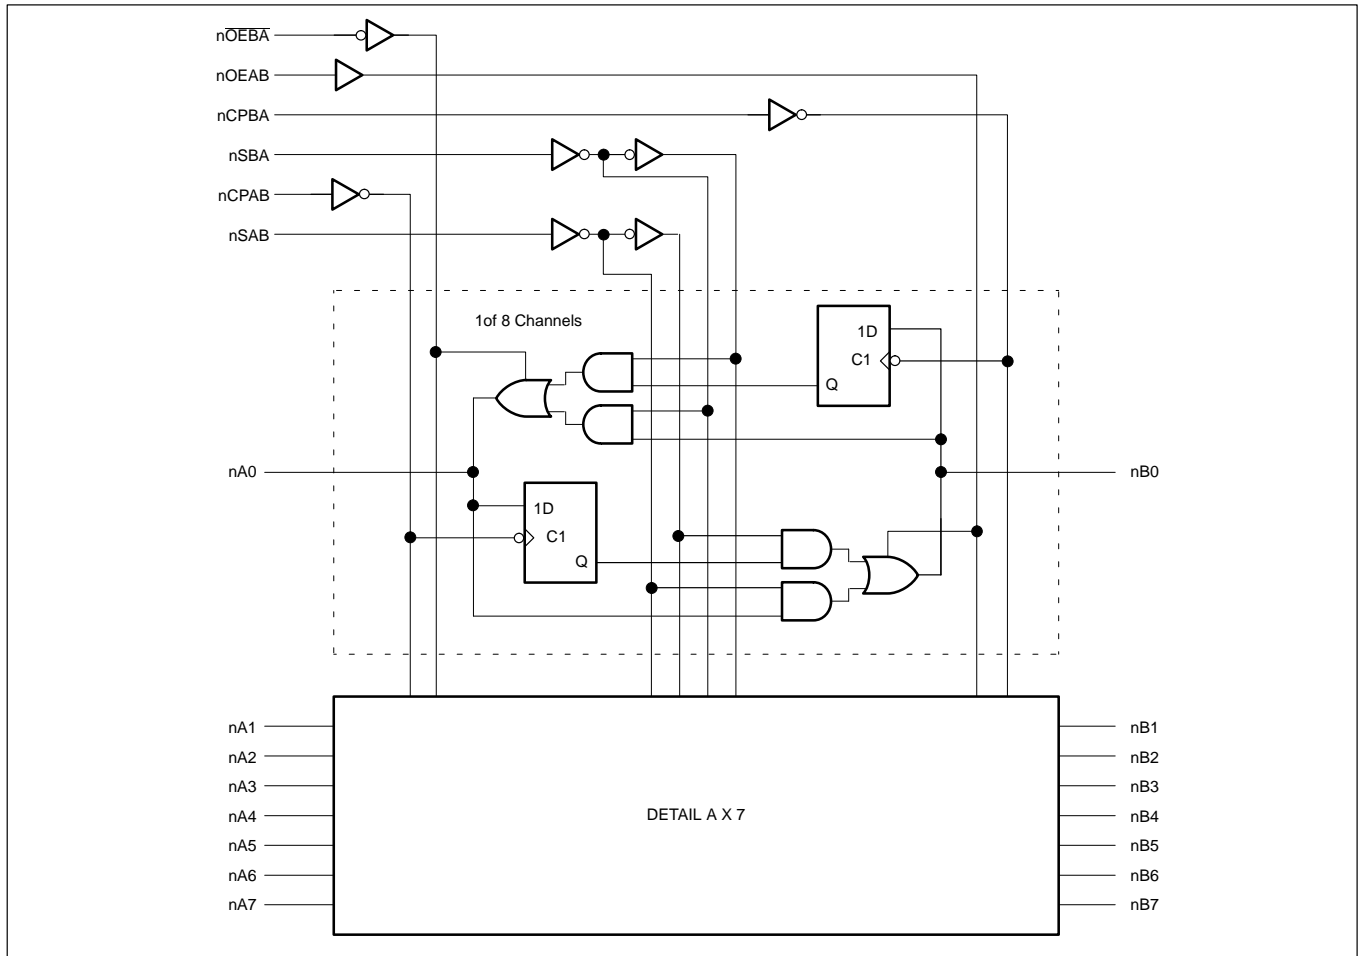 nO̅E̅B̅A̅
nOEAB
nCPBA
nSBA
nCPAB
nSAB
1of 8 Channels
1D
C1
Q
nA0
nB0
1D
C1
Q
nA1
nB1
nA2
nB2
nA3
nB3
nA4
DETAIL A X 7
nB4
nA5
nB5
nA6
nB6
nA7
nB7